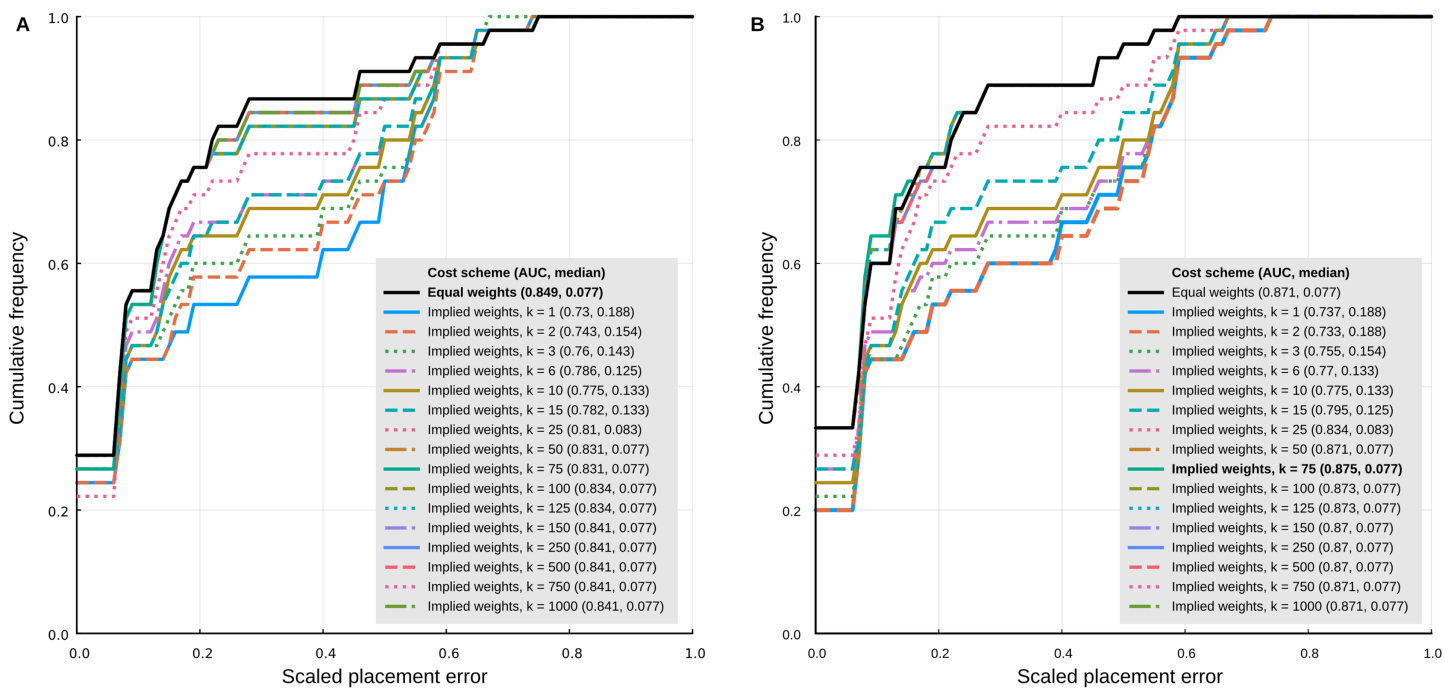 A
1.0
0.8
0.6
0.4
0.2
0.0
Cumulative frequency
0.0 0.2 0.4 0.6 0.8 1.0
Scaled placement error
Cost scheme (AUC, median)
Equal weights (0.849, 0.077)
Implied weights, k = 1 (0.73, 0.188)
Implied weights, k = 2 (0.743, 0.154)
Implied weights, k = 3 (0.76, 0.143)
Implied weights, k = 6 (0.786, 0.125)
Implied weights, k = 10 (0.775, 0.133)
Implied weights, k = 15 (0.782, 0.133)
Implied weights, k = 25 (0.81, 0.083)
Implied weights, k = 50 (0.831, 0.077)
Implied weights, k = 75 (0.831, 0.077)
Implied weights, k = 100 (0.834, 0.077)
Implied weights, k = 125 (0.834, 0.077)
Implied weights, k = 150 (0.841, 0.077)
Implied weights, k = 250 (0.841, 0.077)
Implied weights, k = 500 (0.841, 0.077)
Implied weights, k = 750 (0.841, 0.077)
Implied weights, k = 1000 (0.841, 0.077)
B
1.0
0.8
0.6
0.4
0.2
0.0
Cumulative frequency
0.0 0.2 0.4 0.6 0.8 1.0
Scaled placement error
Cost scheme (AUC, median)
Equal weights (0.871, 0.077)
Implied weights, k = 1 (0.737, 0.188)
Implied weights, k = 2 (0.733, 0.188)
Implied weights, k = 3 (0.755, 0.154)
Implied weights, k = 6 (0.77, 0.133)
Implied weights, k = 10 (0.775, 0.133)
Implied weights, k = 15 (0.795, 0.125)
Implied weights, k = 25 (0.834, 0.083)
Implied weights, k = 50 (0.871, 0.077)
Implied weights, k = 75 (0.875, 0.077)
Implied weights, k = 100 (0.873, 0.077)
Implied weights, k = 125 (0.873, 0.077)
Implied weights, k = 150 (0.87, 0.077)
Implied weights, k = 250 (0.87, 0.077)
Implied weights, k = 500 (0.87, 0.077)
Implied weights, k = 750 (0.871, 0.077)
Implied weights, k = 1000 (0.871, 0.077)